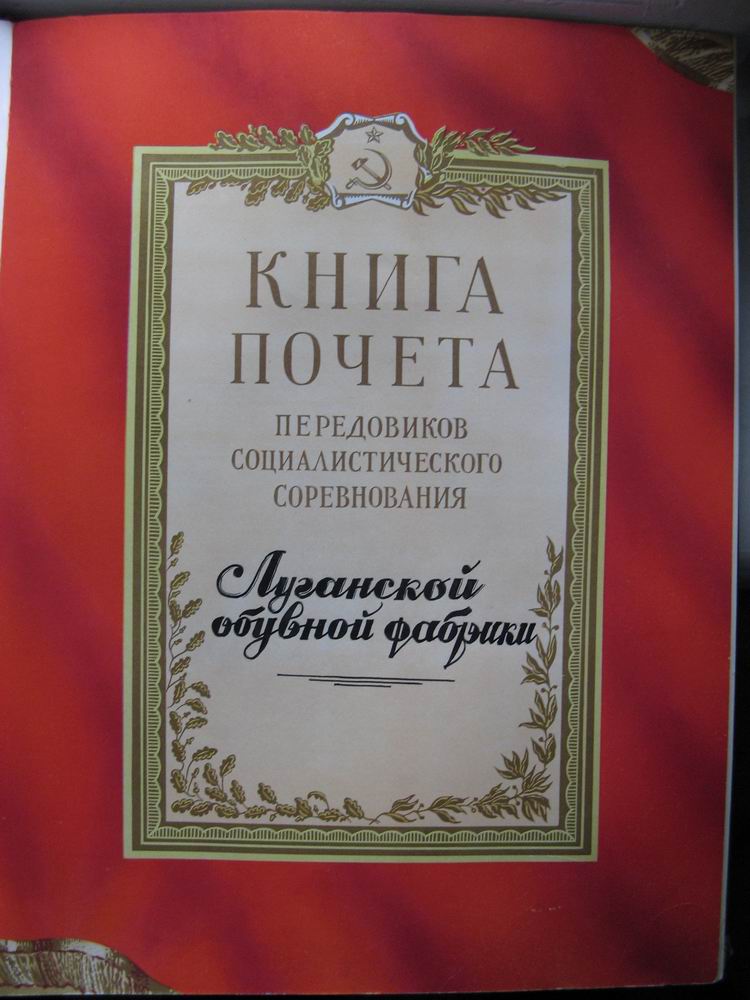 КНИГА
ПОЧЕТА
ПЕРЕДОВИКОВ
СОЦИАЛИСТИЧЕСКОГО
СОРЕВНОВАНИЯ
Луганской
обувной фабрики